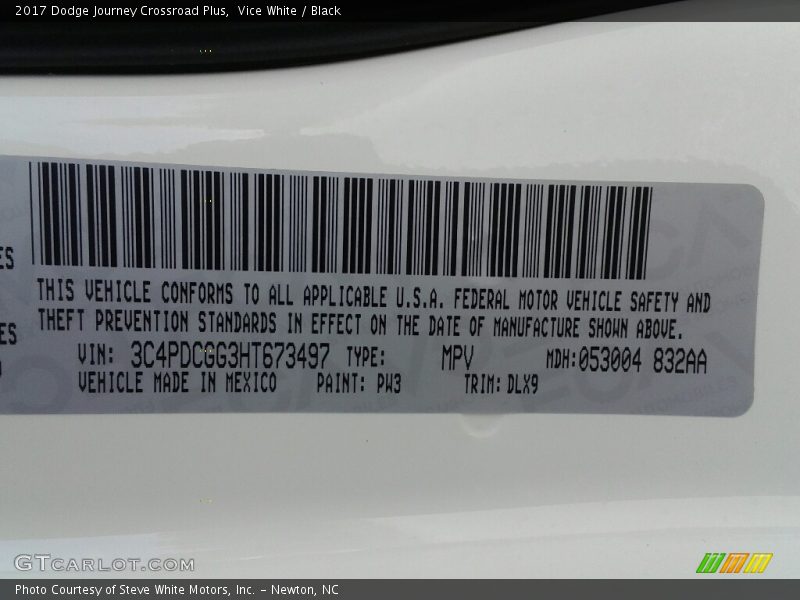 2017 Dodge Journey Crossroad Plus,  Vice White / Black
ES
THIS VEHICLE CONFORMS TO ALL APPLICABLE U.S.A. FEDERAL MOTOR VEHICLE SAFETY AND
ES
THEFT PREVENTION STANDARDS IN EFFECT ON THE DATE OF MANUFACTURE SHOWN ABOVE.
VIN: 3C4PDCGG3HT673497 TYPE: MPV MDH:053004 832AA
VEHICLE MADE IN MEXICO PAINT: PW3 TRIM: DLX9
GTCARLOT.COM
Photo Courtesy of Steve White Motors, Inc. – Newton, NC